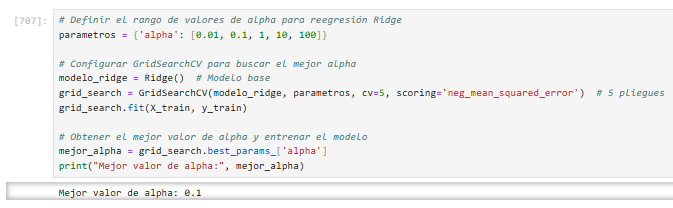 [707]:
# Definir el rango de valores de alpha para reegresión Ridge
parametros = {'alpha': [0.01, 0.1, 1, 10, 100]}
# Configurar GridSearchCV para buscar el mejor alpha
modelo_ridge = Ridge()  # Modelo base
grid_search = GridSearchCV(modelo_ridge, parametros, cv=5, scoring='neg_mean_squared_error')  # 5 pliegues
grid_search.fit(X_train, y_train)
# Obtener el mejor valor de alpha y entrenar el modelo
mejor_alpha = grid_search.best_params_['alpha']
print("Mejor valor de alpha:", mejor_alpha)
Mejor valor de alpha: 0.1